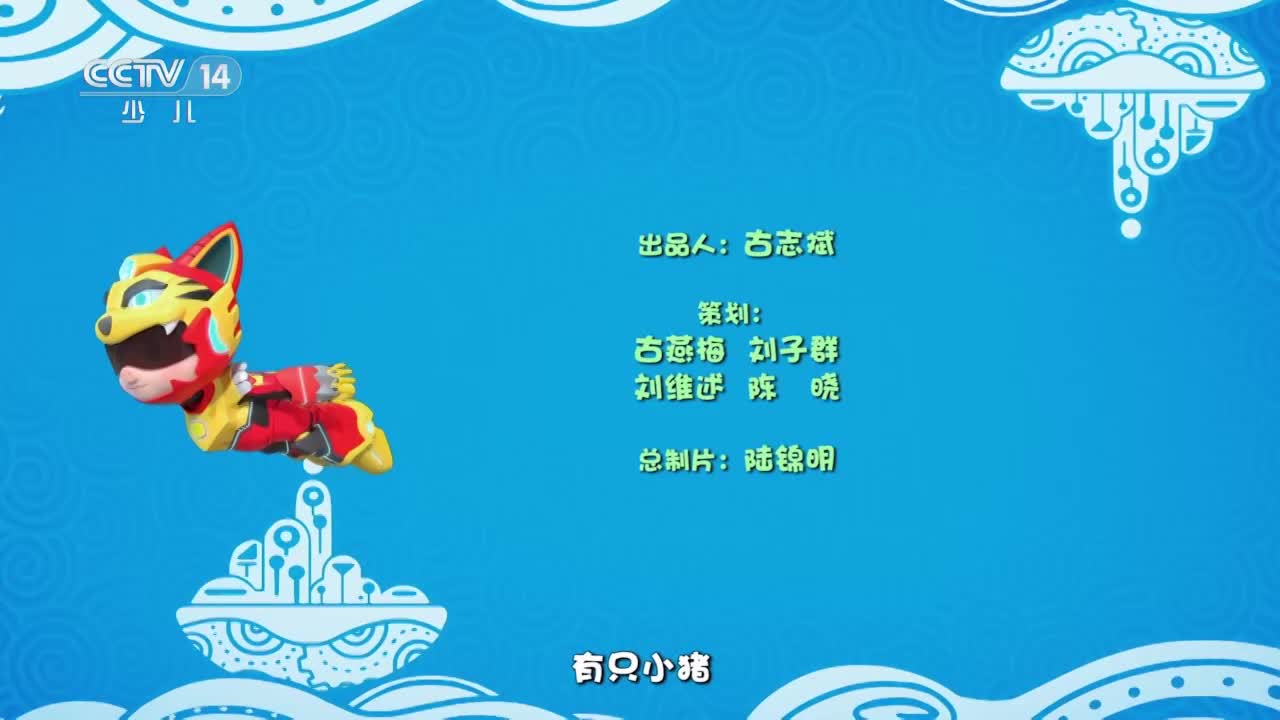 CCTV 14
少儿
出品人：古志斌
策划：
古燕梅 刘子群
刘维述 陈 晓
总制片：陆锦明
有只小猪